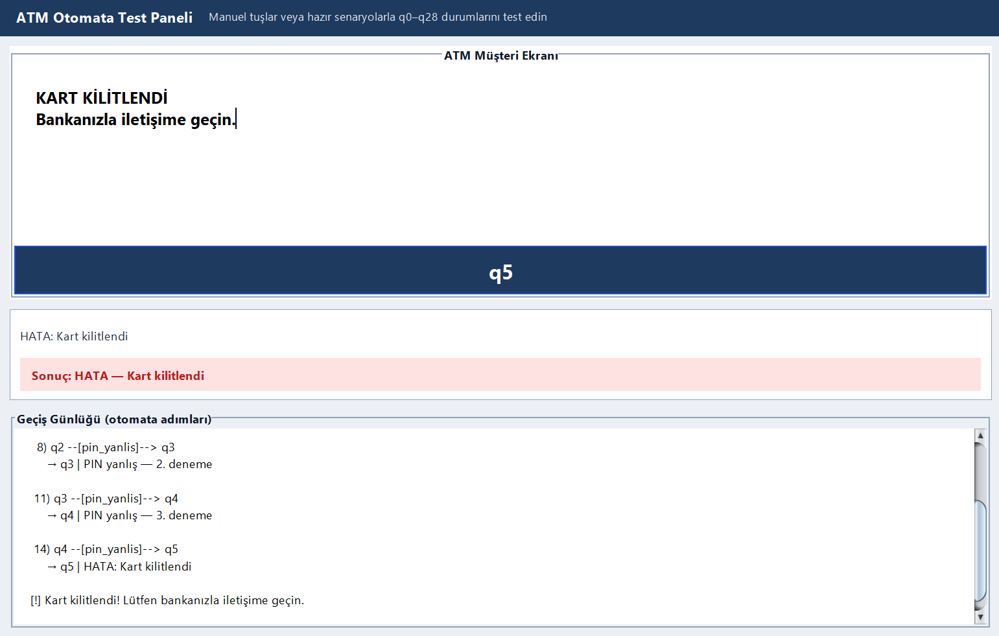 ATM Otomata Test Paneli Manuel tuşlar veya hazır senaryolarla q0–q28 durumlarını test edin
ATM Müşteri Ekranı
KART KİLİTLENDİ
Bankanızla iletişime geçin.
q5
HATA: Kart kilitlendi
Sonuç: HATA — Kart kilitlendi
Geçiş Günlüğü (otomata adımları)
8) q2 --[pin_yanlis]--> q3
→ q3 | PIN yanlış — 2. deneme
11) q3 --[pin_yanlis]--> q4
→ q4 | PIN yanlış — 3. deneme
14) q4 --[pin_yanlis]--> q5
→ q5 | HATA: Kart kilitlendi
[!] Kart kilitlendi! Lütfen bankanızla iletişime geçin.